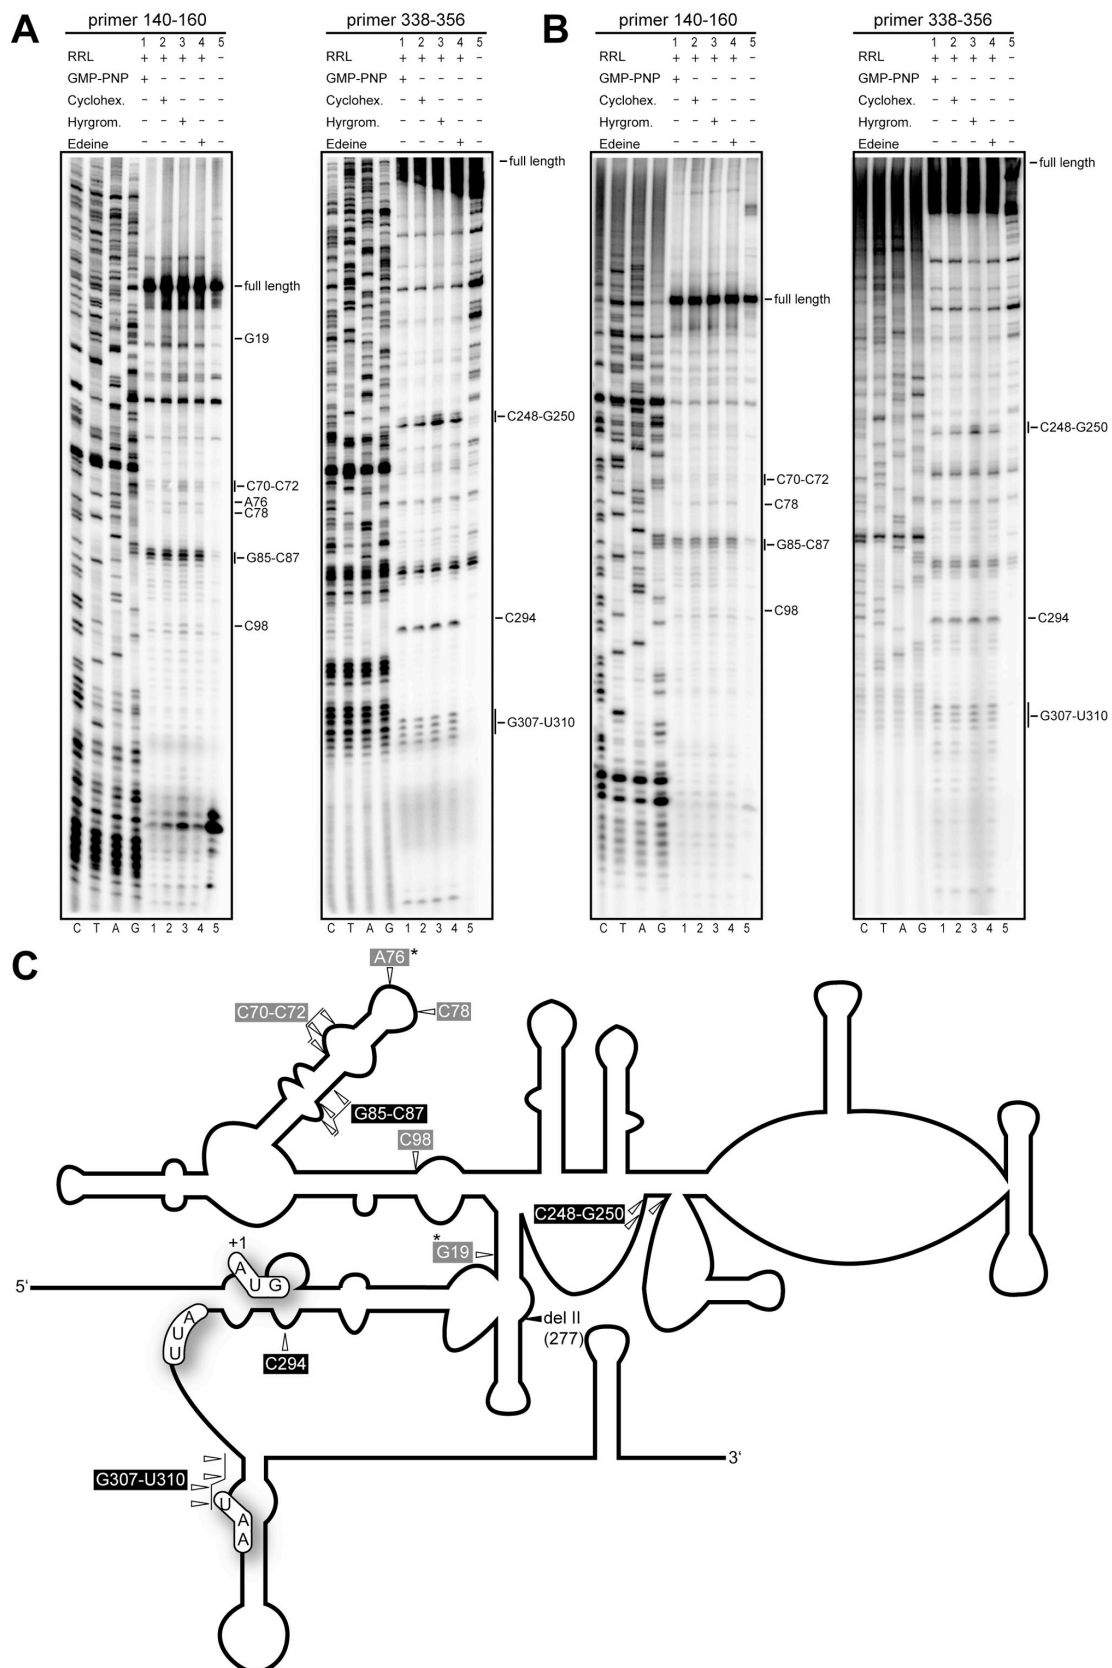 A
primer 140-160
1 2 3 4 5
RRL + + + + –
GMP-PNP + – – – –
Cyclohex. – + – – –
Hyrgrom. – – + – –
Edeine – – – + –
full length
G19
C70-C72
A76
C78
G85-C87
C98
C T A G 1 2 3 4 5
primer 338-356
1 2 3 4 5
+ + + + –
+ – – – –
– + – – –
– – + – –
– – – + –
full length
C248-G250
C294
G307-U310
C T A G 1 2 3 4 5
B
primer 140-160
1 2 3 4 5
RRL + + + + –
GMP-PNP + – – – –
Cyclohex. – + – – –
Hyrgrom. – – + – –
Edeine – – – + –
full length
C70-C72
C78
G85-C87
C98
C T A G 1 2 3 4 5
primer 338-356
1 2 3 4 5
RRL + + + + –
GMP-PNP + – – – –
Cyclohex. – + – – –
Hyrgrom. – – + – –
Edeine – – – + –
full length
C248-G250
C294
G307-U310
C T A G 1 2 3 4 5
C
A76 *
C70-C72
C78
G85-C87
C98
C248-G250
*
G19
+1
A U G
5‘
del II
(277)
A U U
C294
G307-U310
3‘
U A A